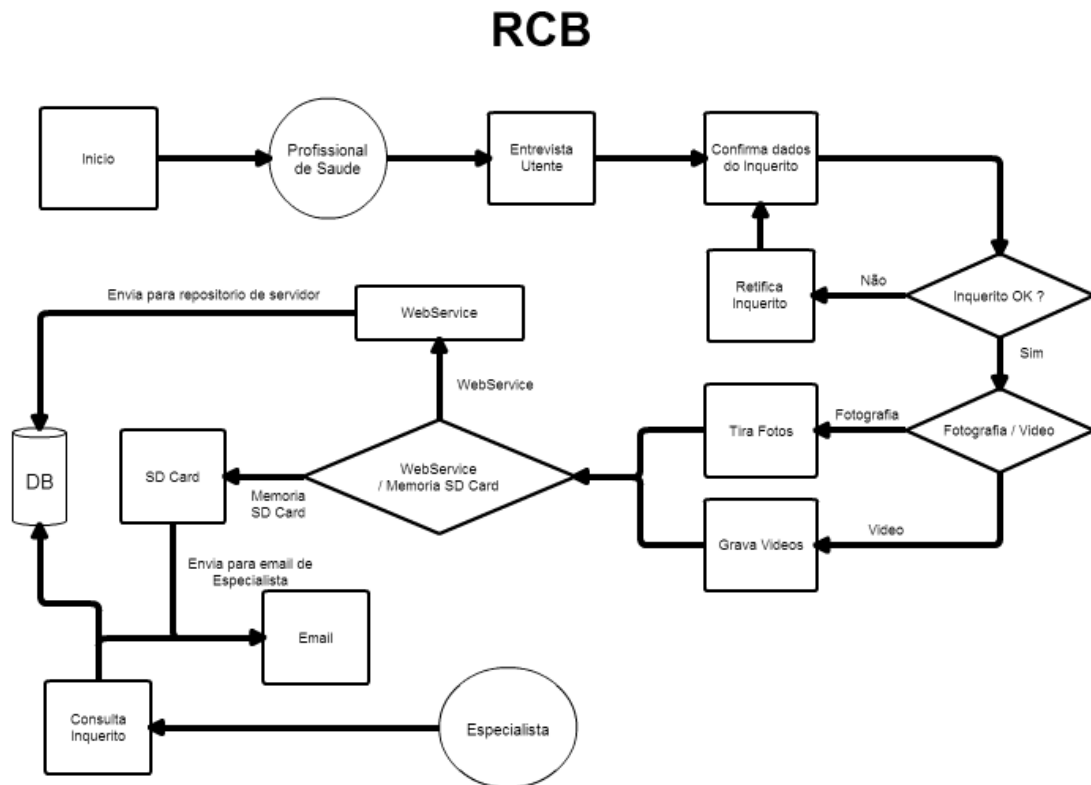 RCB
Inicio
Profissional
de Saude
Entrevista
Utente
Confirma dados
do Inquerito
Retifica
Inquerito
Não
Inquerito OK ?
Sim
Envia para repositorio de servidor
WebService
WebService
Tira Fotos
Fotografia
Fotografia / Video
DB
SD Card
Memoria
SD Card
WebService
/ Memoria SD Card
Grava Videos
Video
Envia para email de
Especialista
Email
Consulta
Inquerito
Especialista